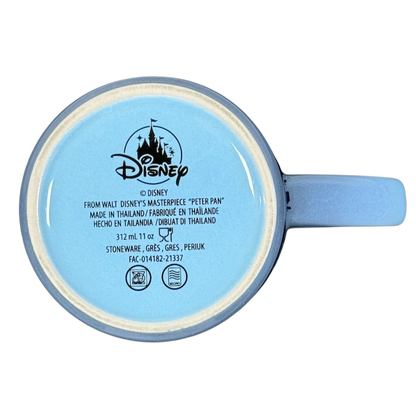 Disney
© DISNEY
FROM WALT DISNEY'S MASTERPIECE "PETER PAN"
MADE IN THAILAND / FABRIQUÉ EN THAÏLANDE
HECHO EN TAILANDIA / DIBUAT DI THAILAND
312 mL 11 oz
STONEWARE, GRÈS, GRES, PERIUK
FAC-014182-21337